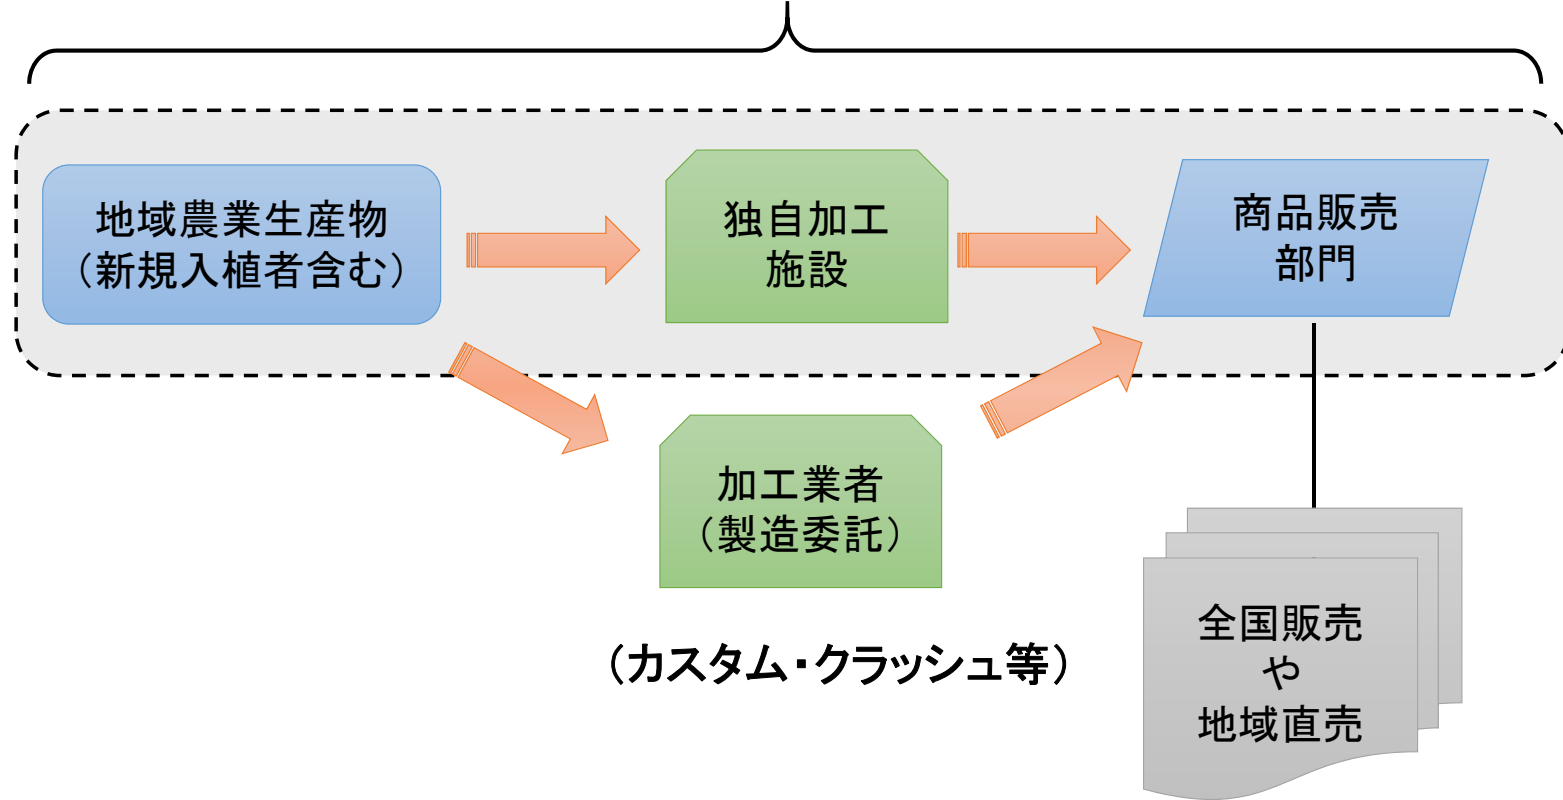 地域農業生産物
（新規入植者含む）
独自加工
施設
商品販売
部門
加工業者
（製造委託）
（カスタム・クラッシュ等）
全国販売
や
地域直売